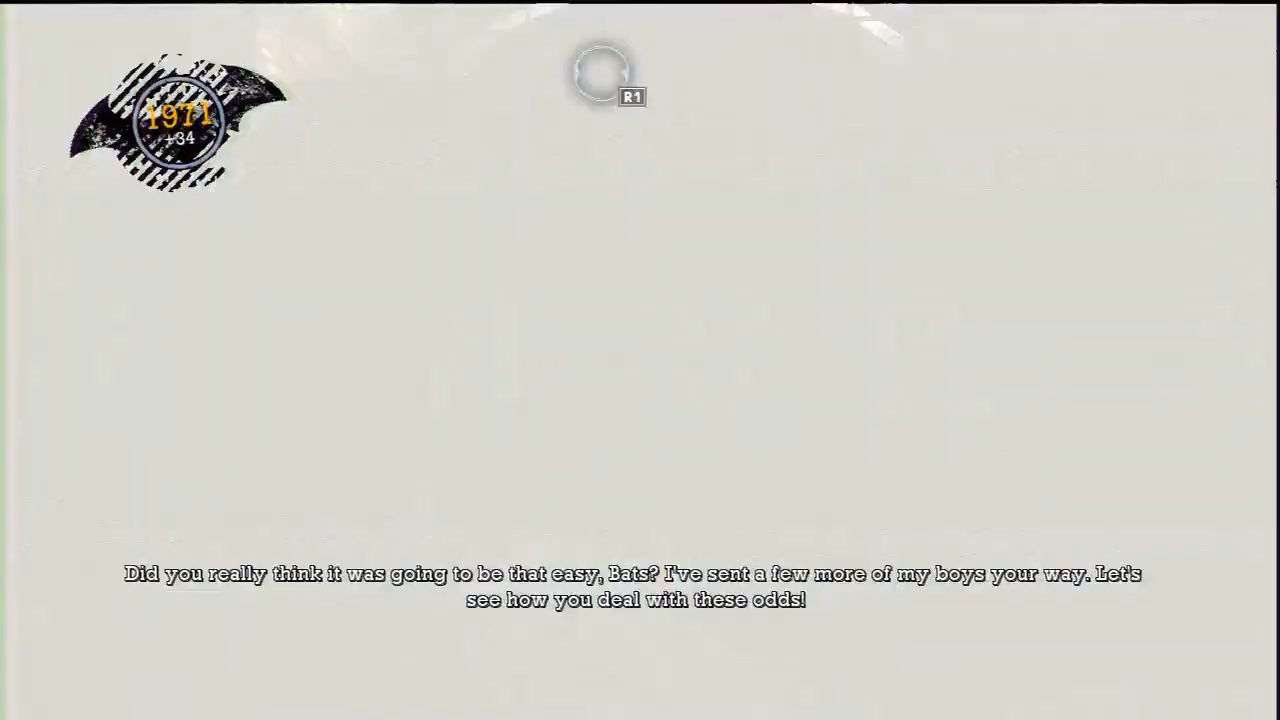 1971
+34
R1
Did you really think it was going to be that easy, Bats? I've sent a few more of my boys your way. Let's
see how you deal with these odds!